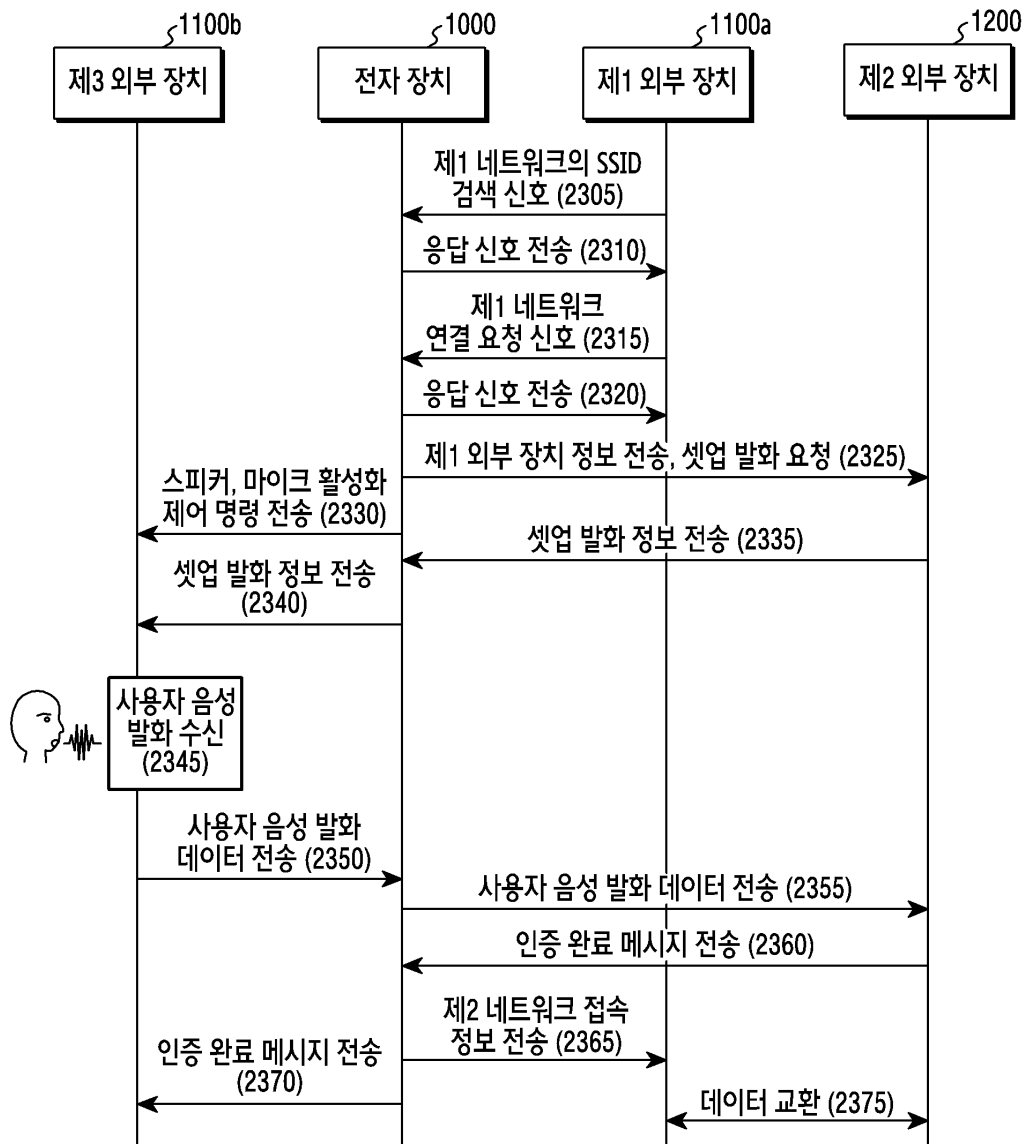 1100b
1000
1100a
1200
제3 외부 장치
전자 장치
제1 외부 장치
제2 외부 장치
제1 네트워크의 SSID
검색 신호 (2305)
응답 신호 전송 (2310)
제1 네트워크
연결 요청 신호 (2315)
응답 신호 전송 (2320)
제1 외부 장치 정보 전송, 셋업 발화 요청 (2325)
스피커, 마이크 활성화
제어 명령 전송 (2330)
셋업 발화 정보 전송 (2335)
셋업 발화 정보 전송
(2340)
사용자 음성
발화 수신
(2345)
사용자 음성 발화
데이터 전송 (2350)
사용자 음성 발화 데이터 전송 (2355)
인증 완료 메시지 전송 (2360)
제2 네트워크 접속
정보 전송 (2365)
인증 완료 메시지 전송
(2370)
데이터 교환 (2375)